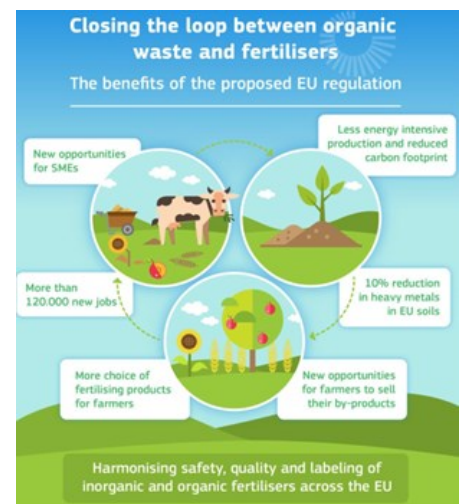 Closing the loop between organic
waste and fertilisers
The benefits of the proposed EU regulation
New opportunities
for SMEs
Less energy intensive
production and reduced
carbon footprint
More than
120.000 new jobs
10% reduction
in heavy metals
in EU soils
More choice of
fertilising products
for farmers
New opportunities
for farmers to sell
their by-products
Harmonising safety, quality and labeling of
inorganic and organic fertilisers across the EU